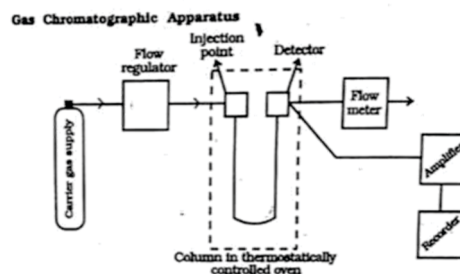 Gas Chromatographic Apparatus
Injection
point
Detector
Flow
regulator
Flow
meter
Carrier gas supply
Amplifier
Recorder
Column in thermostatically
controlled oven